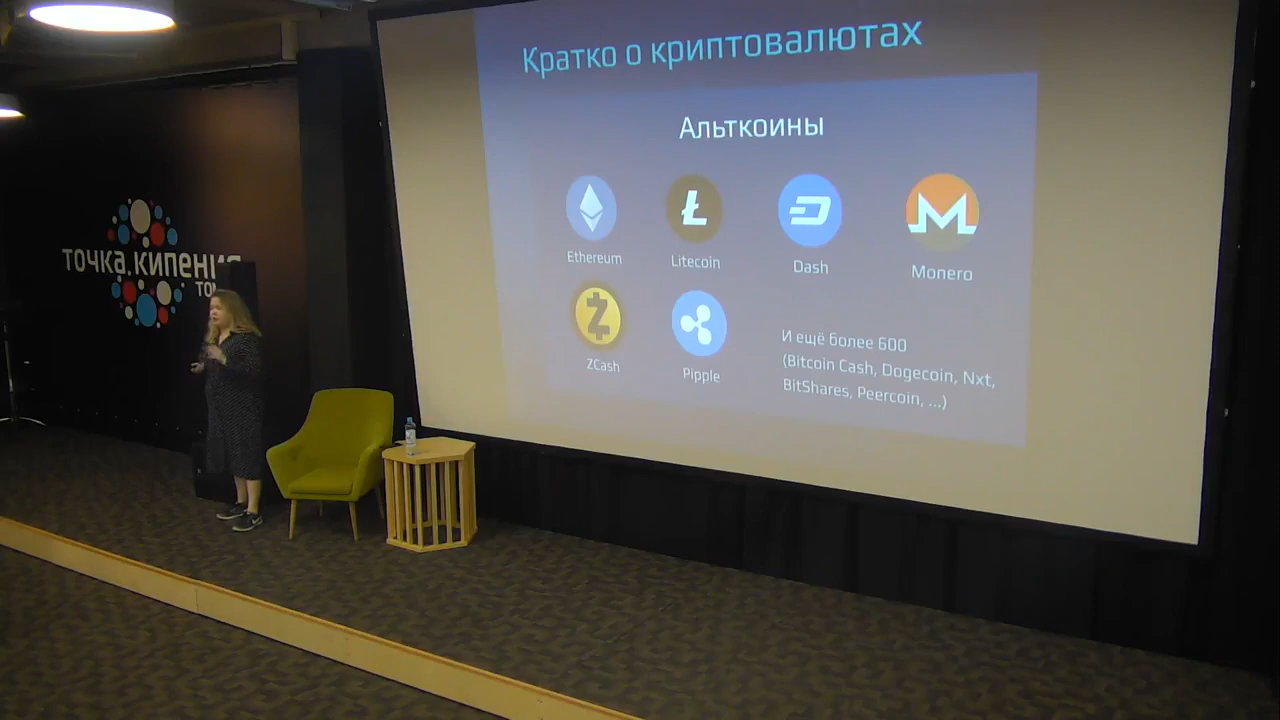 Кратко о криптовалютах
Альткоины
Ethereum
Litecoin
Dash
Monero
ZCash
Pipple
И ещё более 600
(Bitcoin Cash, Dogecoin, Nxt,
BitShares, Peercoin, ...)
точка кипения